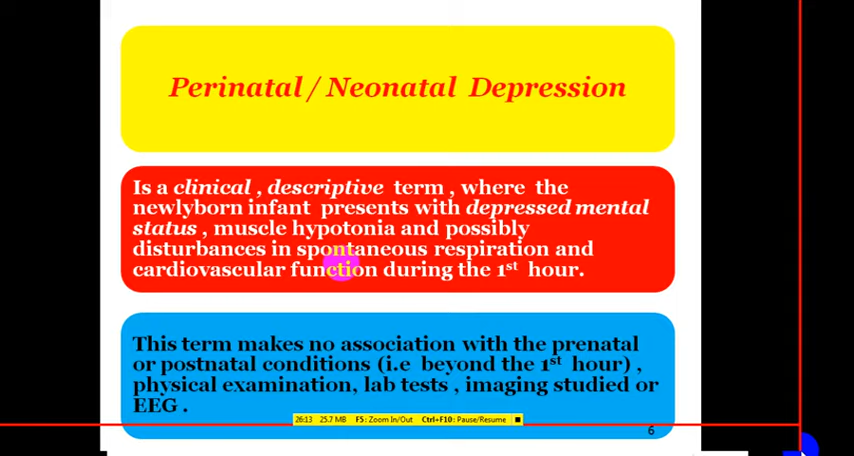 Perinatal / Neonatal Depression
Is a clinical , descriptive term , where the
newlyborn infant presents with depressed mental
status , muscle hypotonia and possibly
disturbances in spontaneous respiration and
cardiovascular function during the 1st hour.
This term makes no association with the prenatal
or postnatal conditions (i.e beyond the 1st hour) ,
physical examination, lab tests , imaging studied or
EEG .
26:13 25.7 MB F5: Zoom In/Out Ctrl+F10: Pause/Resume
6